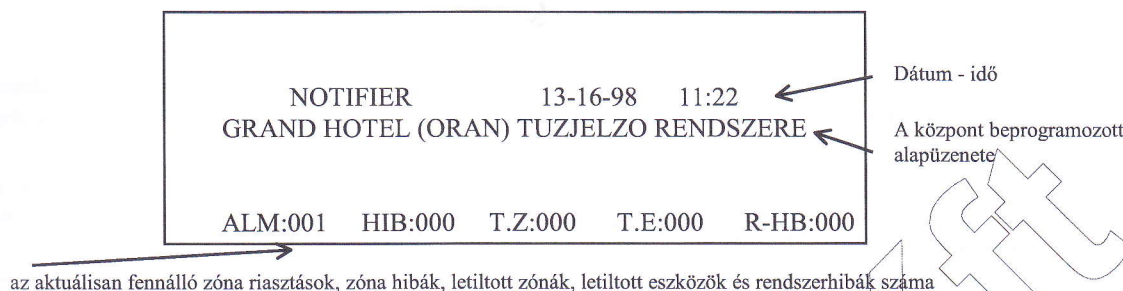 NOTIFIER 13-16-98 11:22
GRAND HOTEL (ORAN) TUZJELZO RENDSZERE
ALM:001 HIB:000 T.Z:000 T.E:000 R-HB:000
Dátum - idő
A központ beprogramozott
alapüzenete
az aktuálisan fennálló zóna riasztások, zóna hibák, letiltott zónák, letiltott eszközök és rendszerhibák száma